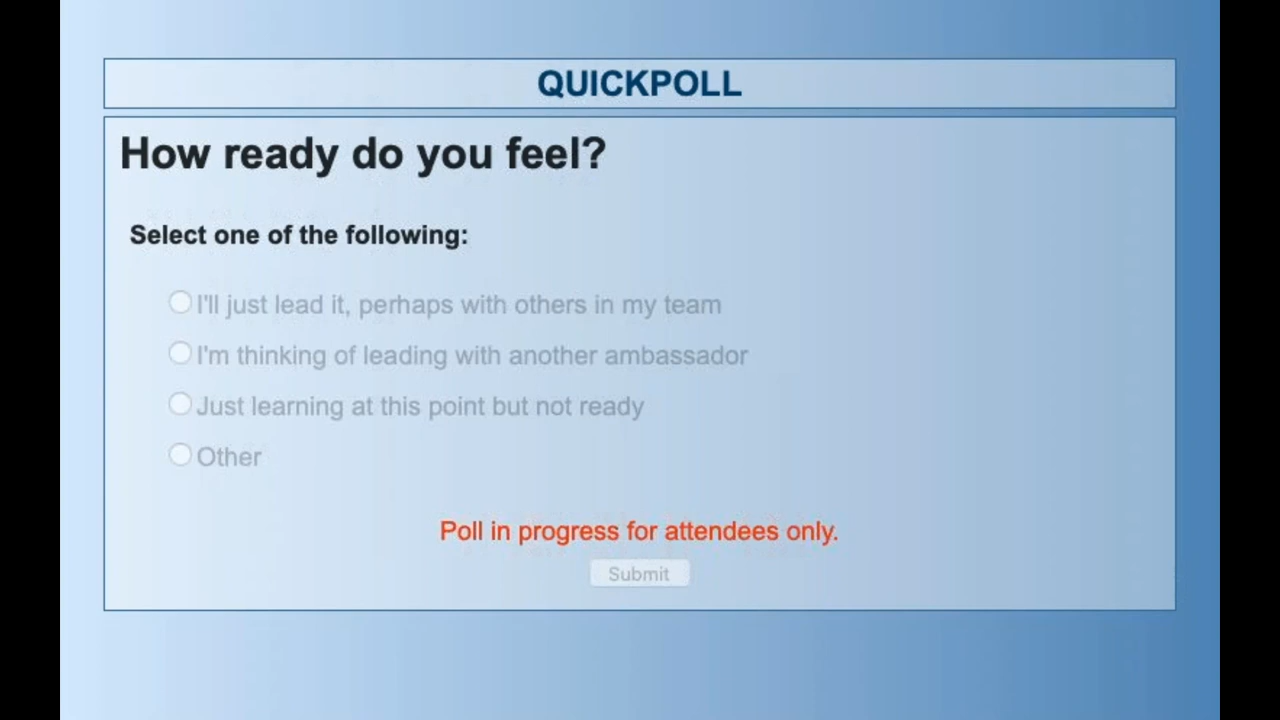 QUICKPOLL
How ready do you feel?
Select one of the following:
I'll just lead it, perhaps with others in my team
I'm thinking of leading with another ambassador
Just learning at this point but not ready
Other
Poll in progress for attendees only.
Submit